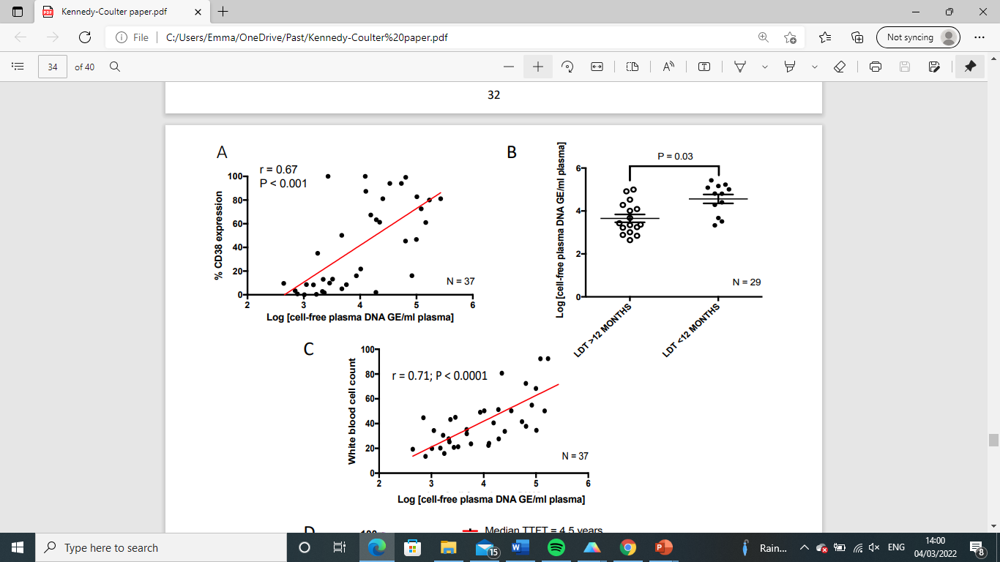 Kennedy-Coulter paper.pdf
File
C:/Users/Emma/OneDrive/Past/Kennedy-Coulter%20paper.pdf
Not syncing
34
of 40
32
A
r = 0.67
P < 0.001
% CD38 expression
100
80
60
40
20
0
2 3 4 5 6
N = 37
Log [cell-free plasma DNA GE/ml plasma]
B
P = 0.03
Log [cell-free plasma DNA GE/ml plasma]
6
4
2
0
N = 29
LDT >12 MONTHS
LDT <12 MONTHS
C
r = 0.71; P < 0.0001
White blood cell count
100
80
60
40
20
0
2 3 4 5 6
N = 37
Log [cell-free plasma DNA GE/ml plasma]
D
100
Median TTFT = 4.5 years
Type here to search
15
Rain...
ENG
14:00
04/03/2022
8